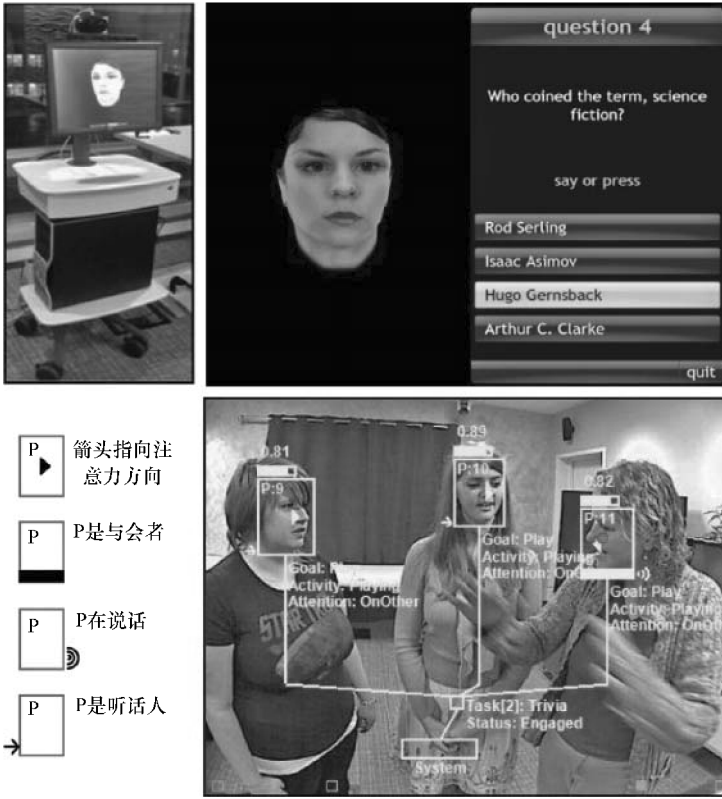 question 4
Who coined the term, science
fiction?
say or press
Rod Serling
Isaac Asimov
Hugo Gernsback
Arthur C. Clarke
quit
P
箭头指向注
意力方向
P
P是与会者
P
P在说话
P
P是听话人
0.81
P:9
Goal: Play
Activity: Playing
Attention: OnOther
0.89
P:10
Goal: Play
Activity: Playing
Attention:
0.82
P:11
Goal: Play
Activity: Playing
Attention:
Task[2]: Trivia
Status: Engaged
System